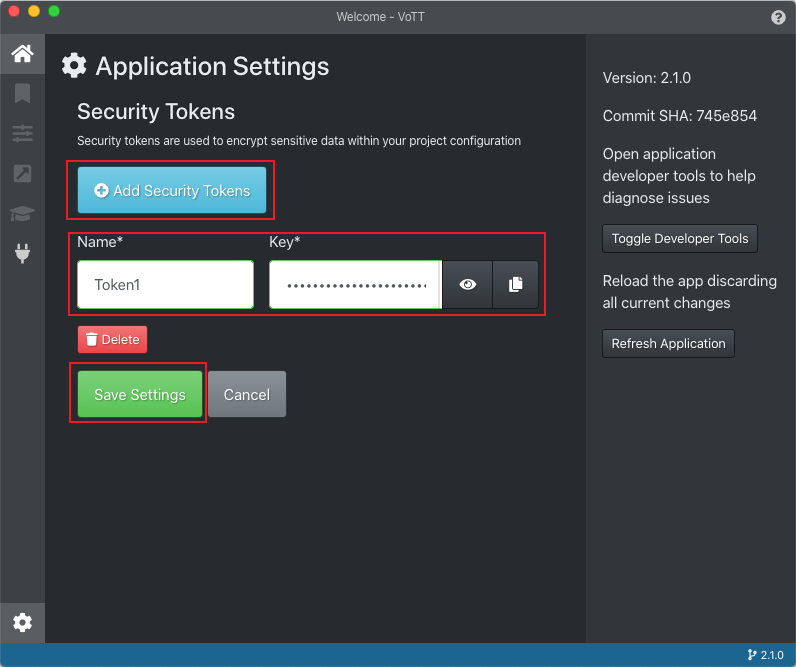 Welcome - VoTT
?
Application Settings
Security Tokens
Security tokens are used to encrypt sensitive data within your project configuration
Add Security Tokens
Name*
Key*
Token1
••••••••••••••••••••••
Delete
Save Settings
Cancel
Version: 2.1.0
Commit SHA: 745e854
Open application
developer tools to help
diagnose issues
Toggle Developer Tools
Reload the app discarding
all current changes
Refresh Application
2.1.0